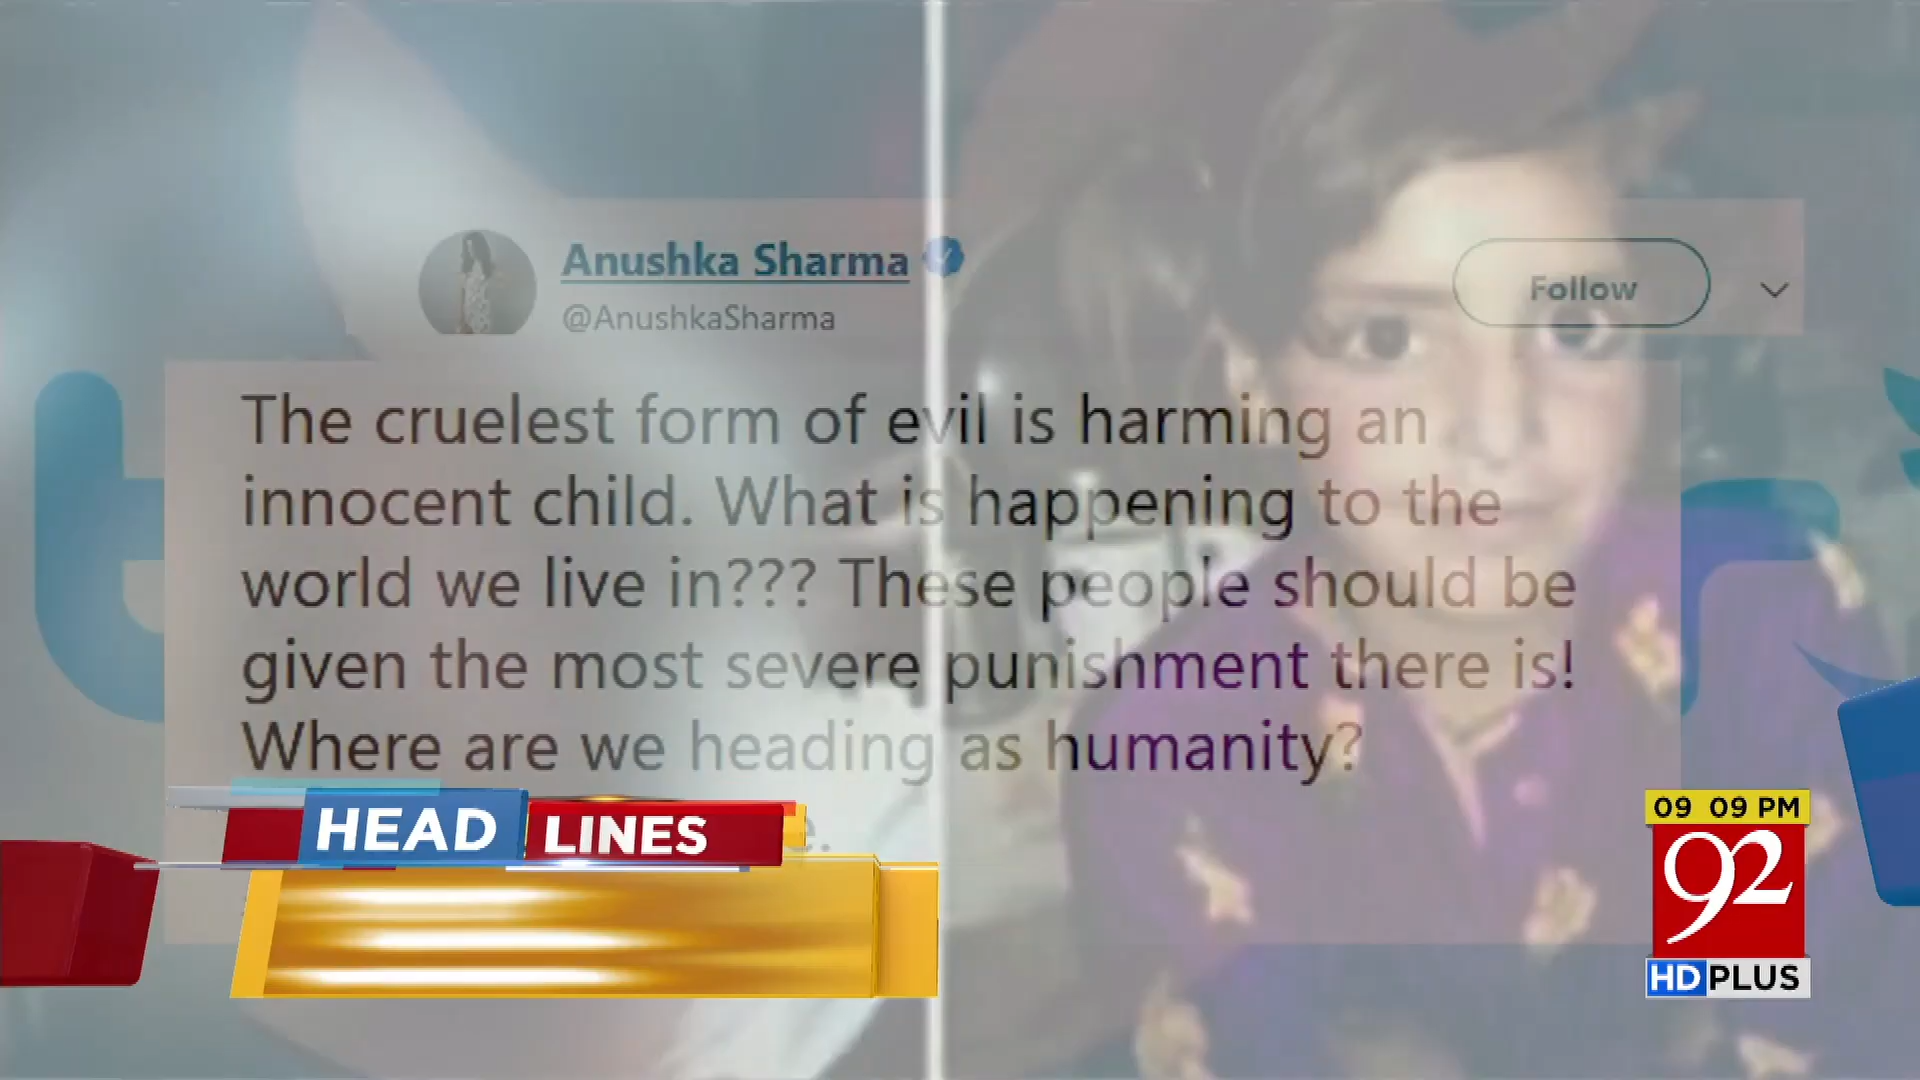 Anushka Sharma
@AnushkaSharma
Follow
The cruelest form of evil is harming an
innocent child. What is happening to the
world we live in??? These people should be
given the most severe punishment there is!
Where are we heading as humanity?
HEAD LINES
09 09 PM
92
HD PLUS